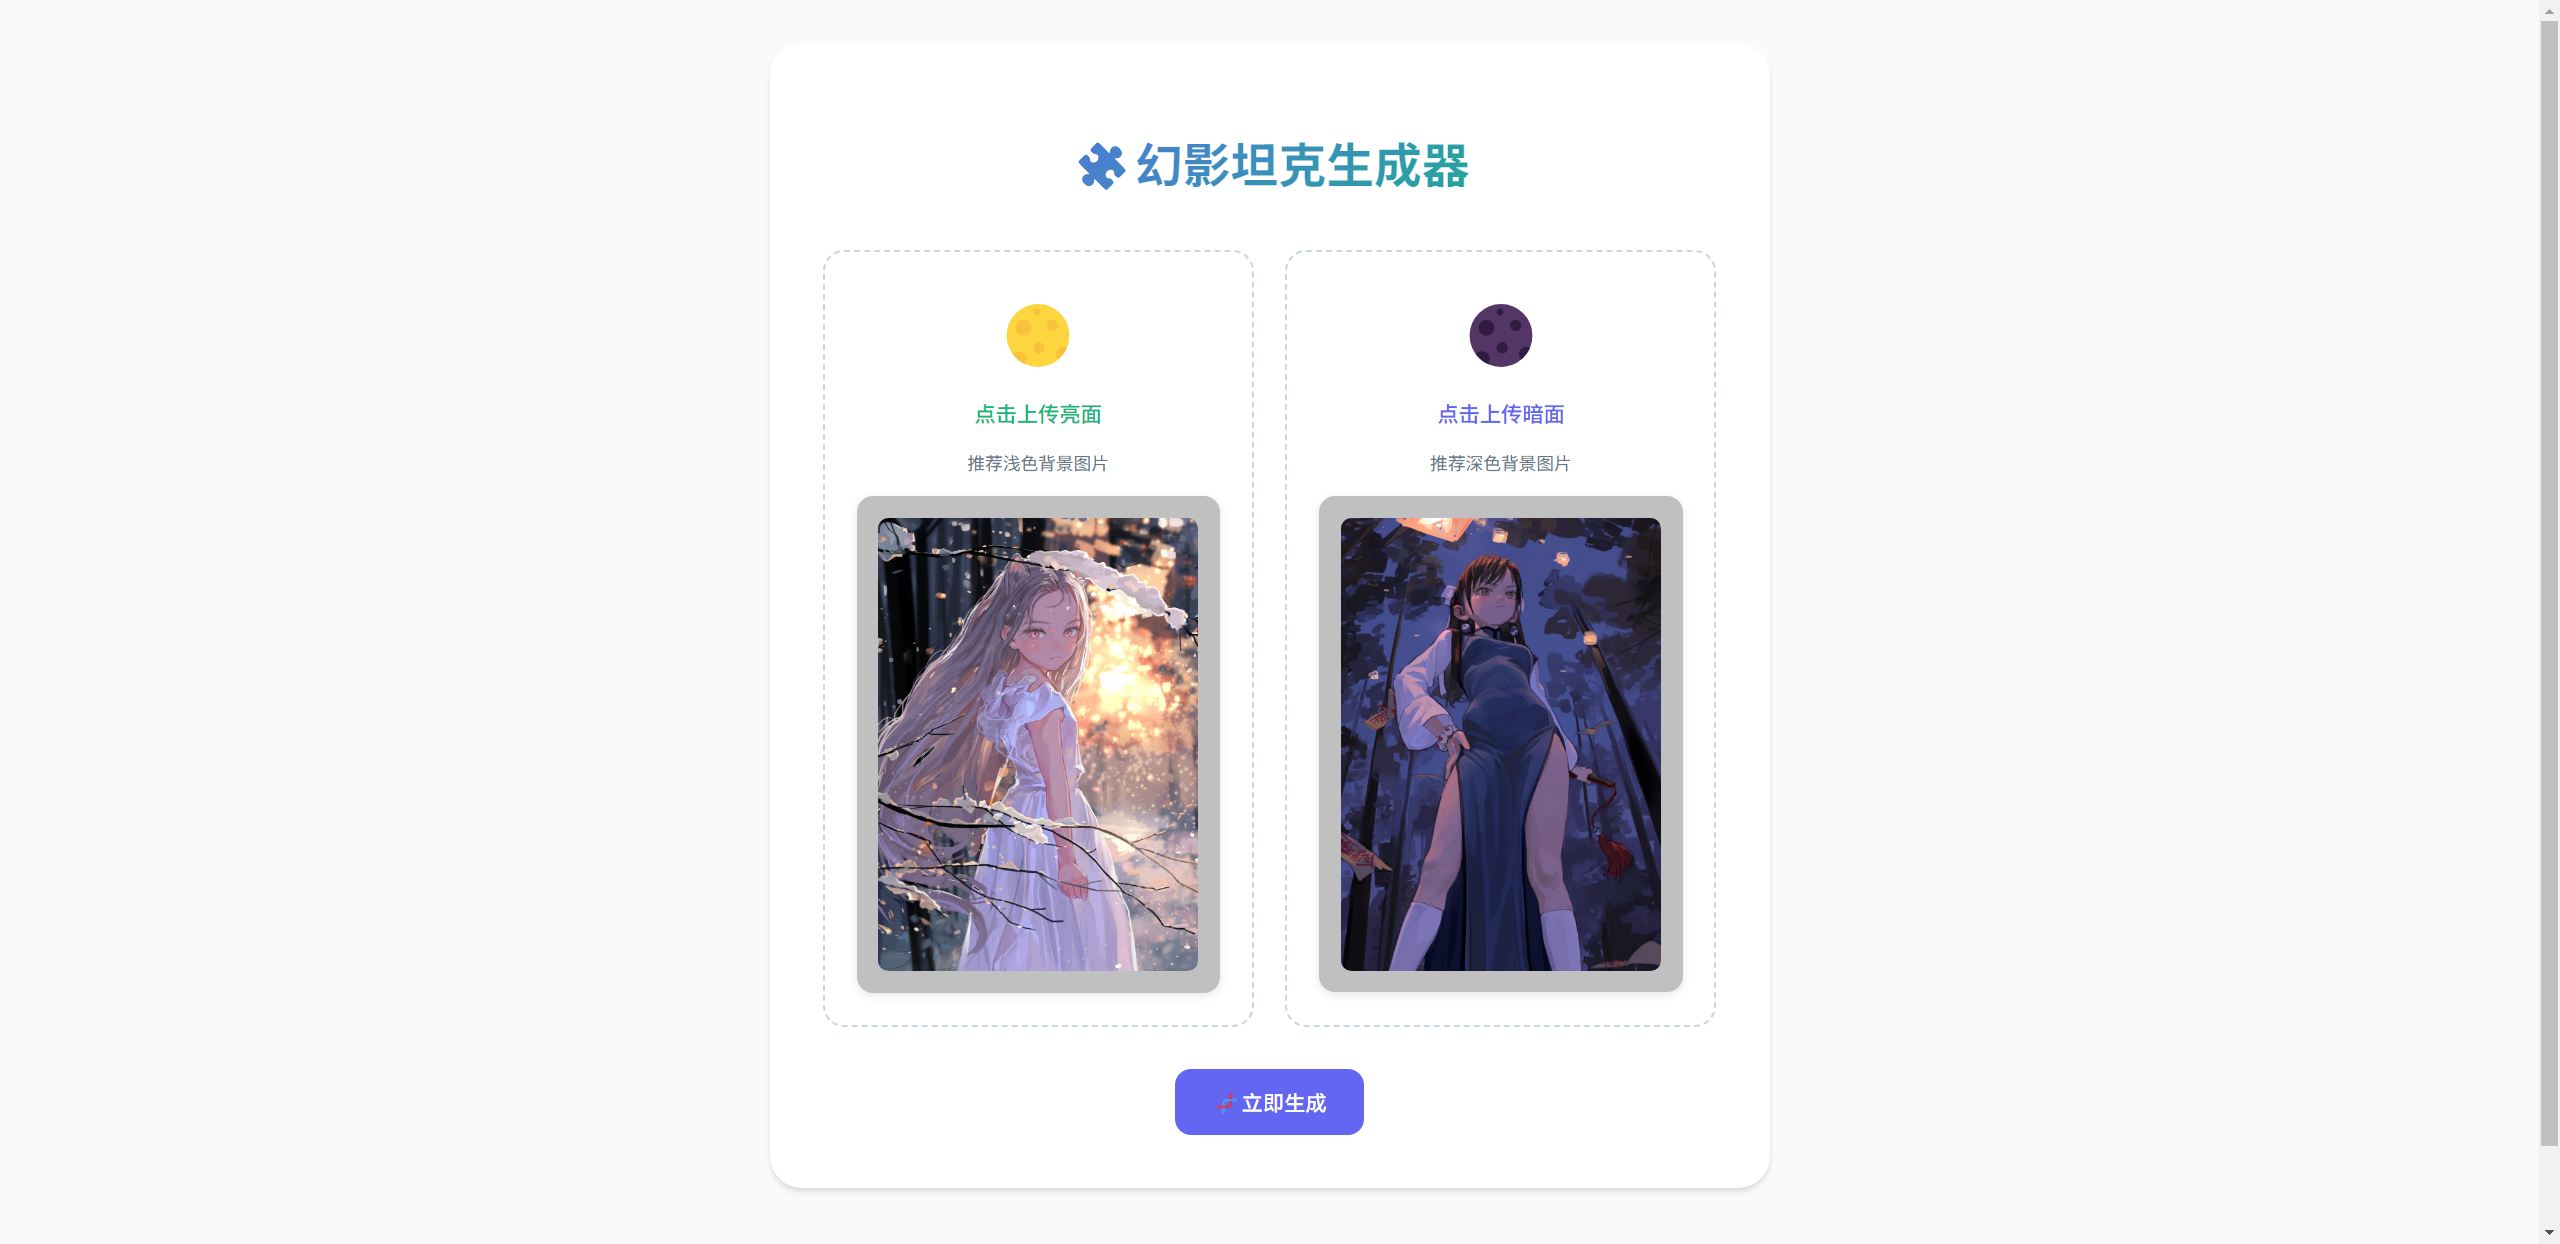 幻影坦克生成器
点击上传亮面
推荐浅色背景图片
点击上传暗面
推荐深色背景图片
立即生成